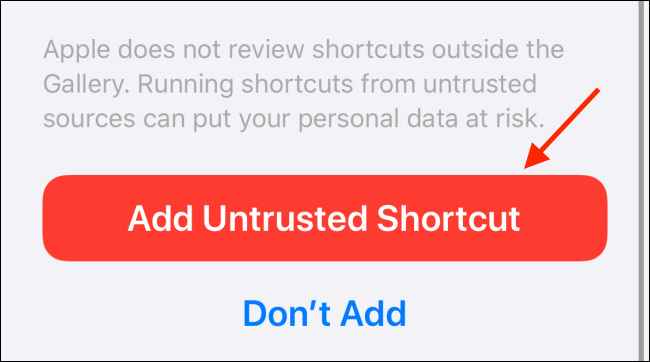 Apple does not review shortcuts outside the
Gallery. Running shortcuts from untrusted
sources can put your personal data at risk.
Add Untrusted Shortcut
Don’t Add